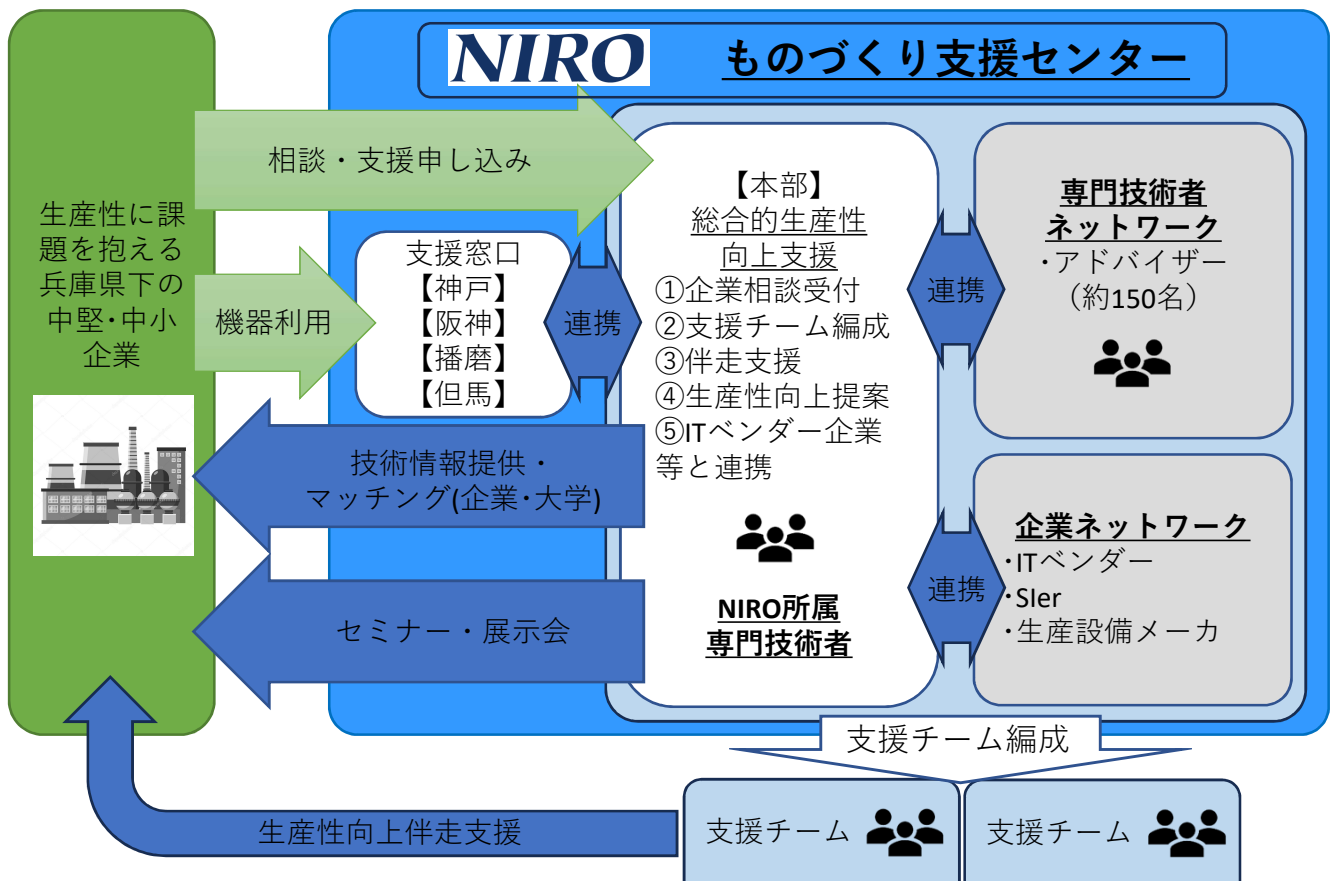 NIRO ものづくり支援センター
生産性に課
題を抱える
兵庫県下の
中堅・中小
企業
相談・支援申し込み
機器利用
支援窓口
【神戸】
【阪神】
【播磨】
【但馬】
連携
【本部】
総合的生産性
向上支援
①企業相談受付
②支援チーム編成
③伴走支援
④生産性向上提案
⑤ITベンダー企業
等と連携
NIRO所属
専門技術者
連携
専門技術者
ネットワーク
・アドバイザー
（約150名）
連携
企業ネットワーク
・ITベンダー
・SIer
・生産設備メーカ
技術情報提供・
マッチング(企業・大学)
セミナー・展示会
支援チーム編成
支援チーム
支援チーム
生産性向上伴走支援